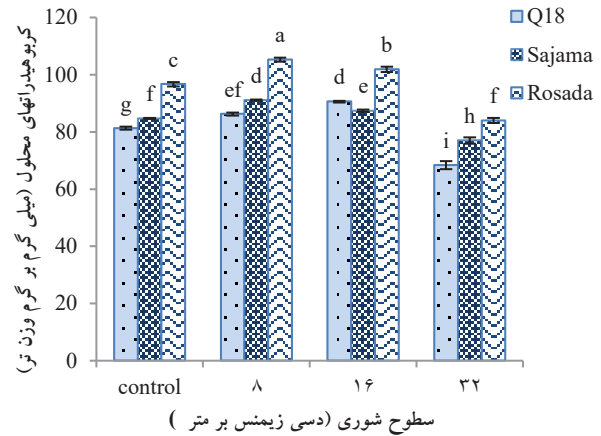 120
100
80
60
40
20
0
کربوهیدراتهای محلول (میلی گرم بر گرم وزن تر)
g f c
ef d a
d e b
i h f
Q18
Sajama
Rosada
control ۸ ۱۶ ۳۲
سطوح شوری (دسی زیمنس بر متر )